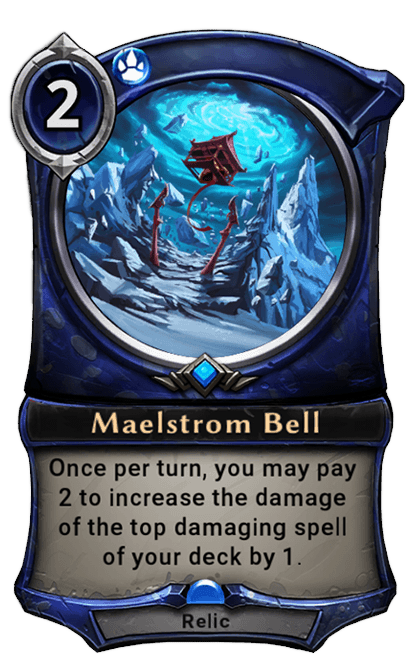 2
Maelstrom Bell
Once per turn, you may pay
2 to increase the damage
of the top damaging spell
of your deck by 1.
Relic